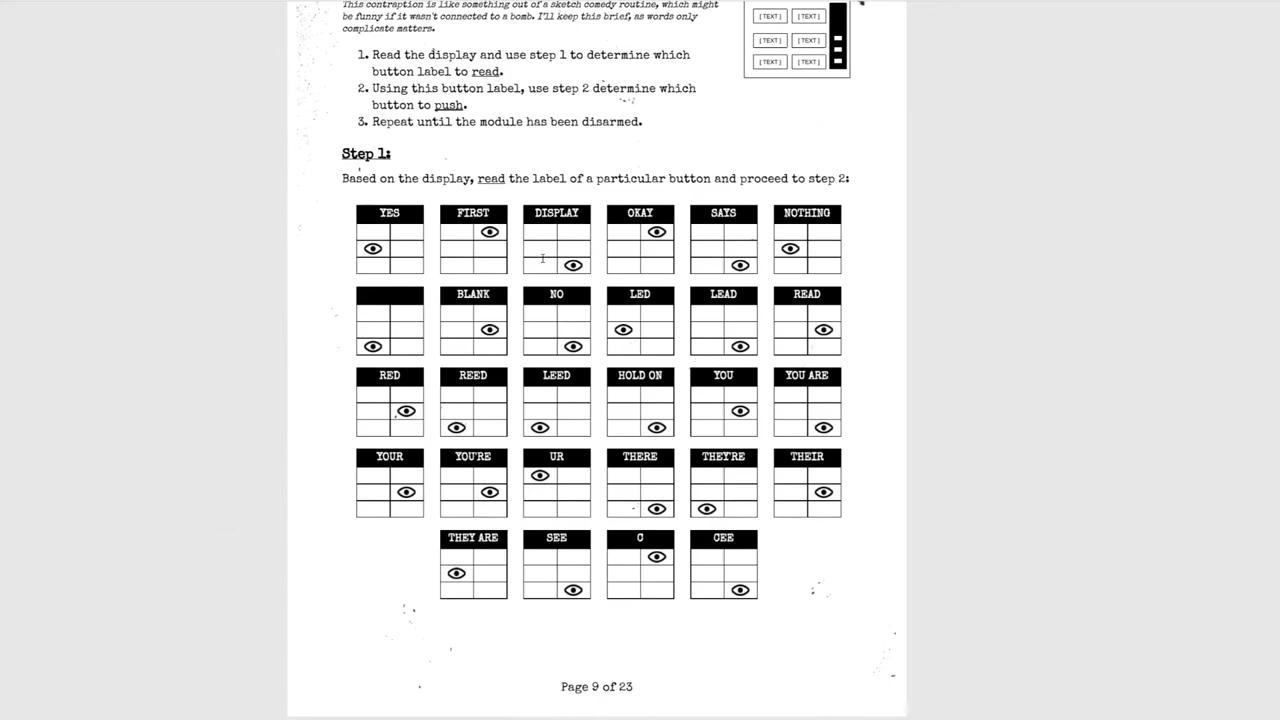 This contraption is like something out of a sketch comedy routine, which might
be funny if it wasn't connected to a bomb. I'll keep this brief, as words only
complicate matters.
[TEXT] [TEXT]
[TEXT] [TEXT]
[TEXT] [TEXT]
1. Read the display and use step 1 to determine which
button label to read.
2. Using this button label, use step 2 determine which
button to push.
3. Repeat until the module has been disarmed.
Step 1:
Based on the display, read the label of a particular button and proceed to step 2:
YES FIRST DISPLAY OKAY SAYS NOTHING
BLANK NO LED LEAD READ
RED REED LEED HOLD ON YOU YOU ARE
YOUR YOU'RE UR THERE THEY'RE THEIR
THEY ARE SEE C CEE
Page 9 of 23